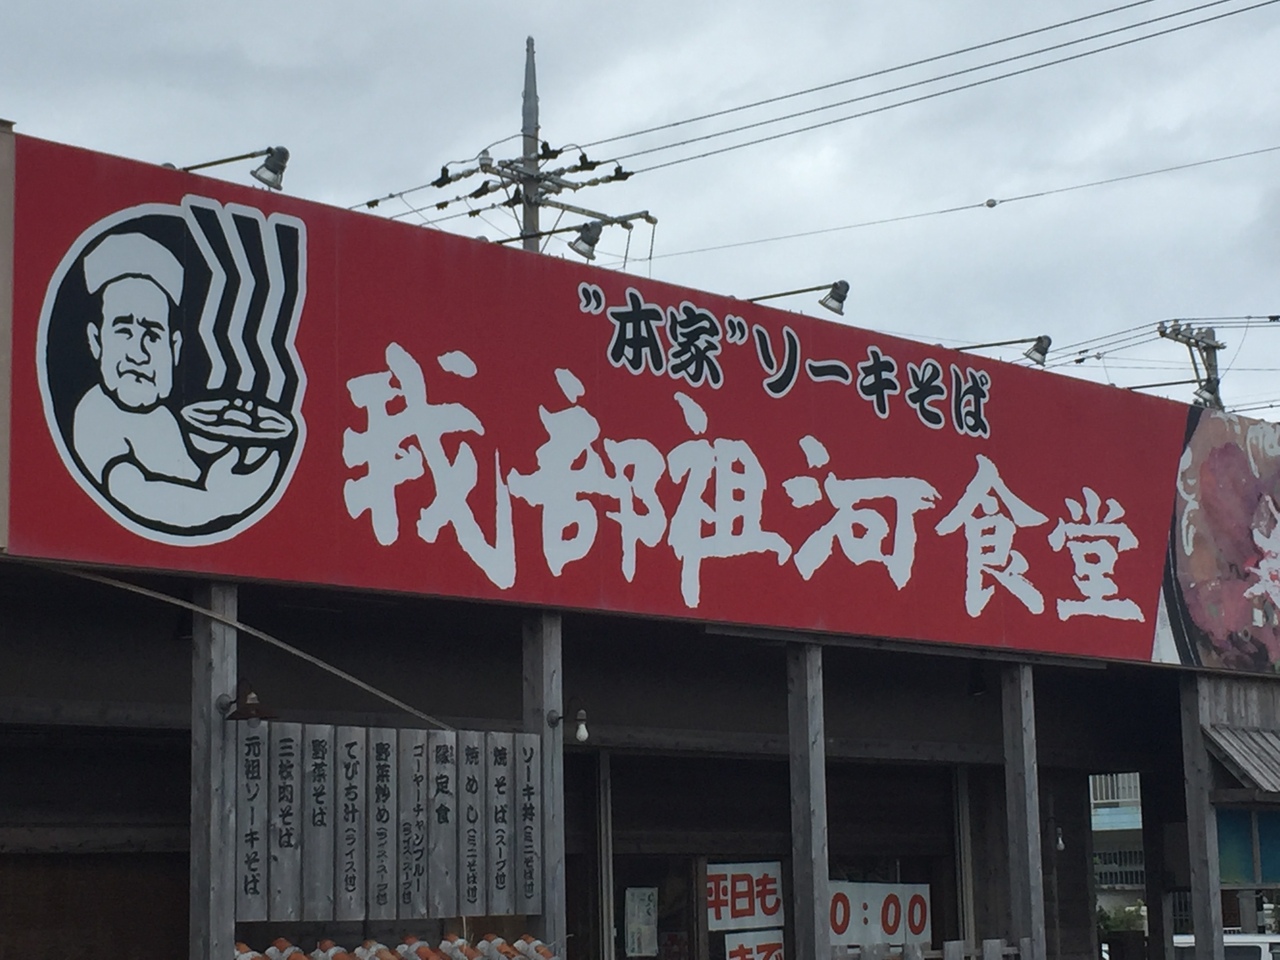 ”本家”ソーキそば
我部祖河食堂
ソーキ丼(ミニそば付)
焼そば(スープ付)
焼めし(ミニそば付)
定食
ゴーヤーチャンプルー(ライス・スープ付)
野菜炒め(ライス・スープ付)
てびち汁(ライス付)
野菜そば
三枚肉そば
元祖ソーキそば
平日も
0:00
まで